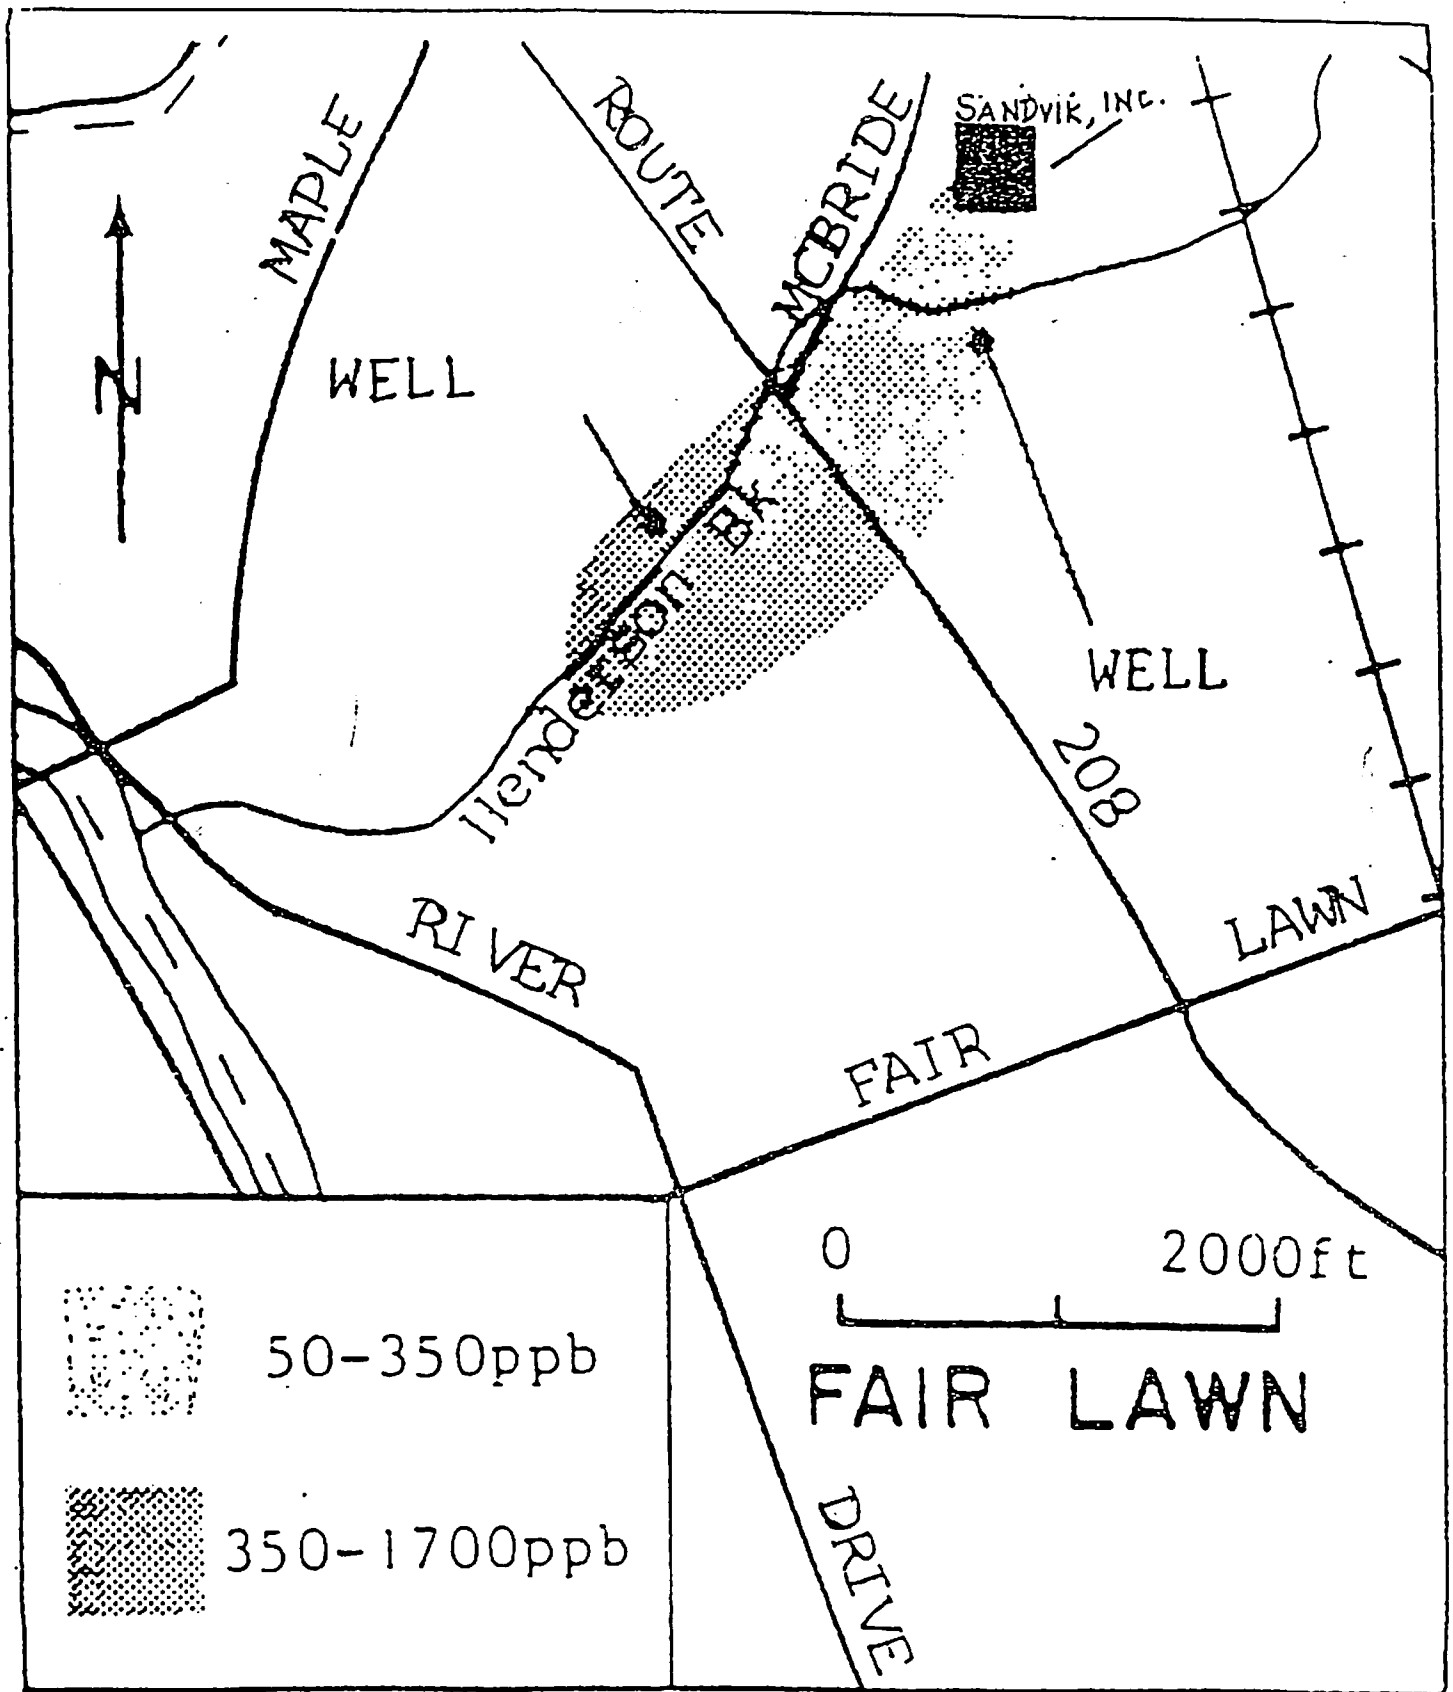 SANDVIK, INC.
MAPLE
ROUTE
MCBRIDE
N
WELL
Henderson BK
WELL
208
RIVER
LAWN
FAIR
0 2000ft
50-350ppb
FAIR LAWN
350-1700ppb
DRIVE